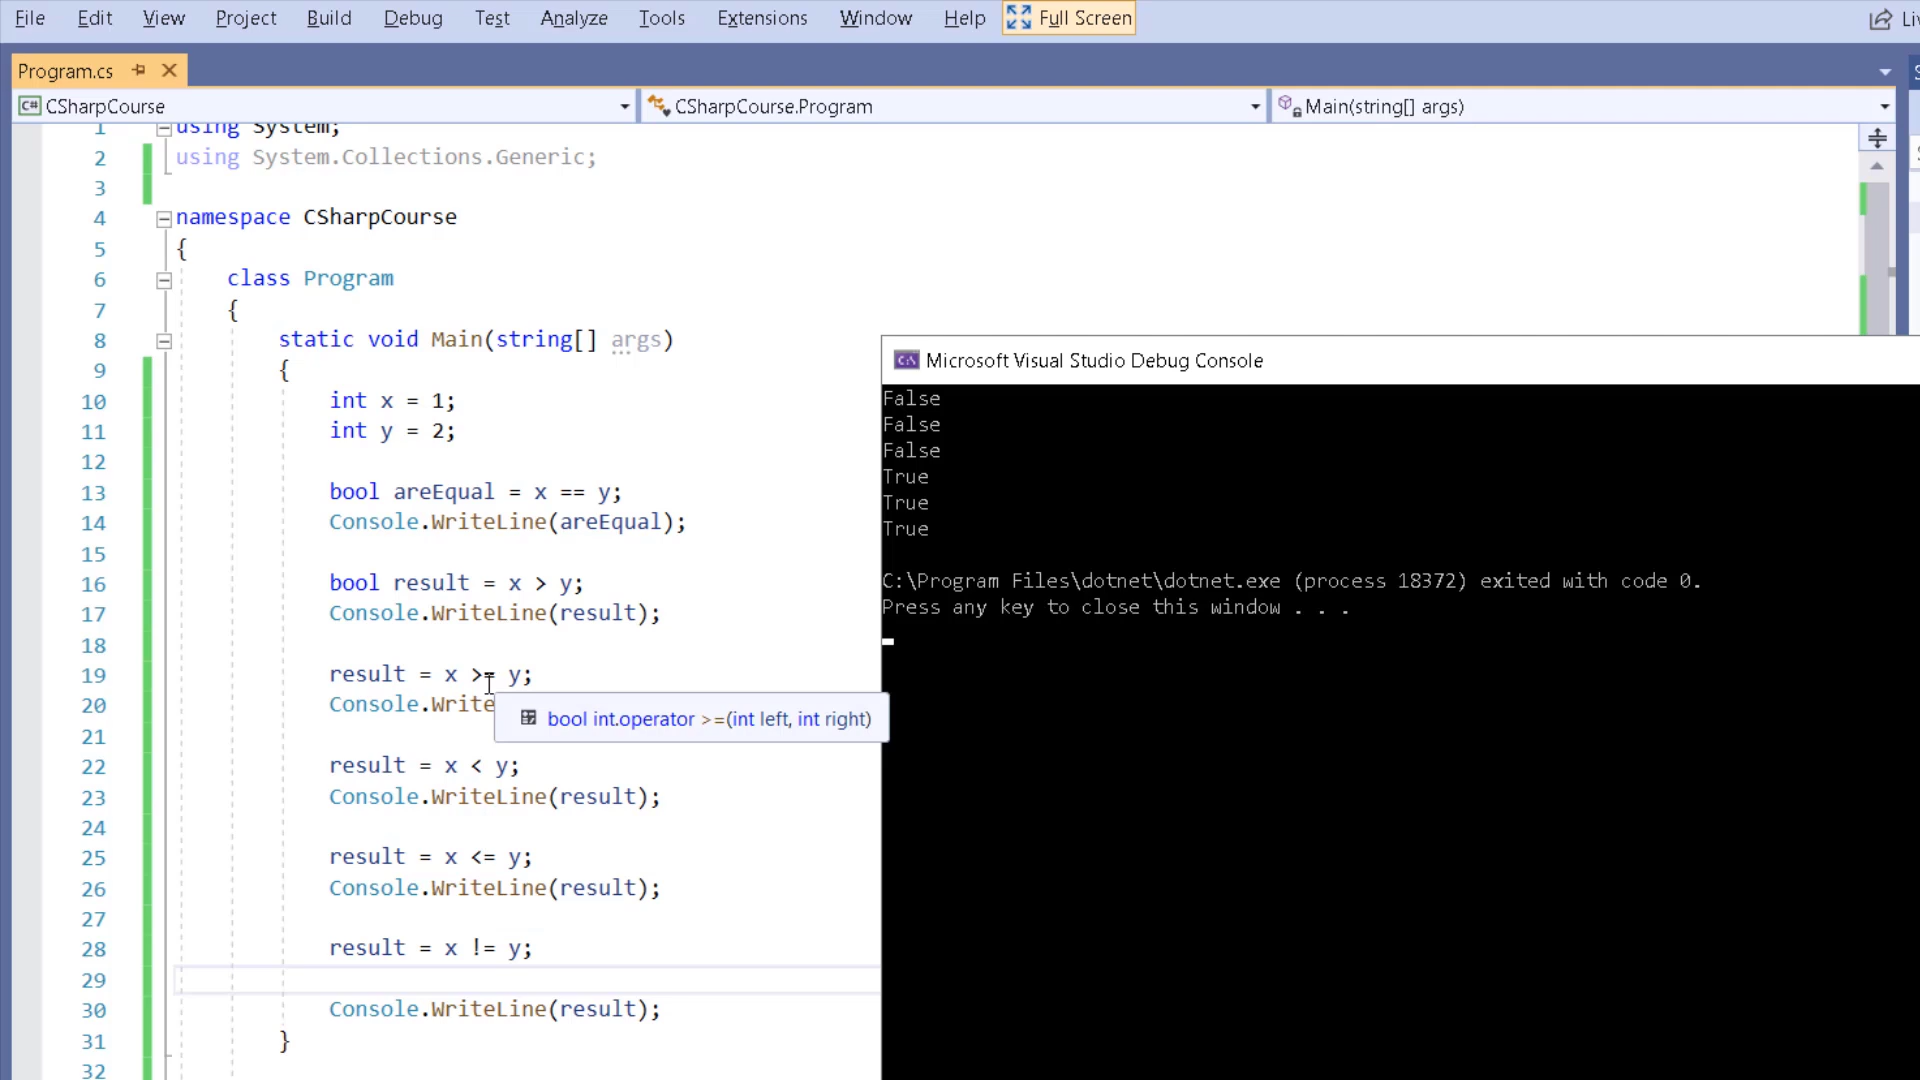 File Edit View Project Build Debug Test Analyze Tools Extensions Window Help Full Screen
Program.cs
C# CSharpCourse CSharpCourse.Program Main(string[] args)
1 using System;
2 using System.Collections.Generic;
3
4 namespace CSharpCourse
5 {
6 class Program
7 {
8 static void Main(string[] args)
9 {
10 int x = 1;
11 int y = 2;
12
13 bool areEqual = x == y;
14 Console.WriteLine(areEqual);
15
16 bool result = x > y;
17 Console.WriteLine(result);
18
19 result = x >= y;
20 Console.Write
bool int.operator >=(int left, int right)
21
22 result = x < y;
23 Console.WriteLine(result);
24
25 result = x <= y;
26 Console.WriteLine(result);
27
28 result = x != y;
29
30 Console.WriteLine(result);
31 }
32
Microsoft Visual Studio Debug Console
False
False
False
True
True
True
C:\Program Files\dotnet\dotnet.exe (process 18372) exited with code 0.
Press any key to close this window . . .